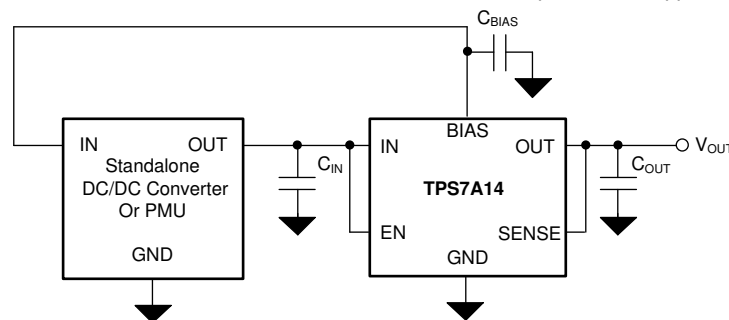 CBIAS
IN
OUT
Standalone
DC/DC Converter
Or PMU
GND
CIN
IN
BIAS
OUT
TPS7A14
EN
SENSE
GND
COUT
VOUT